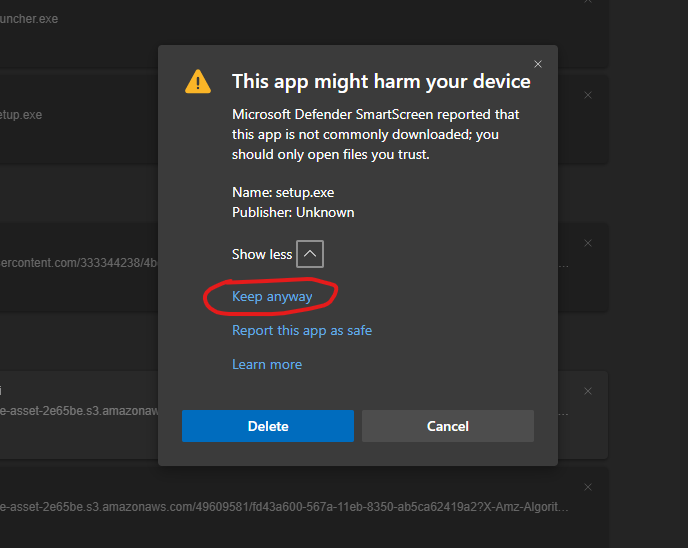 uncher.exe
This app might harm your device
Microsoft Defender SmartScreen reported that
this app is not commonly downloaded; you
should only open files you trust.
etup.exe
Name: setup.exe
Publisher: Unknown
Show less
ercontent.com/333344238/4b
Keep anyway
Report this app as safe
Learn more
i
e-asset-2e65be.s3.amazonaws
Delete
Cancel
e-asset-2e65be.s3.amazonaws.com/49609581/fd43a600-567a-11eb-8350-ab5ca62419a2?X-Amz-Algorit...